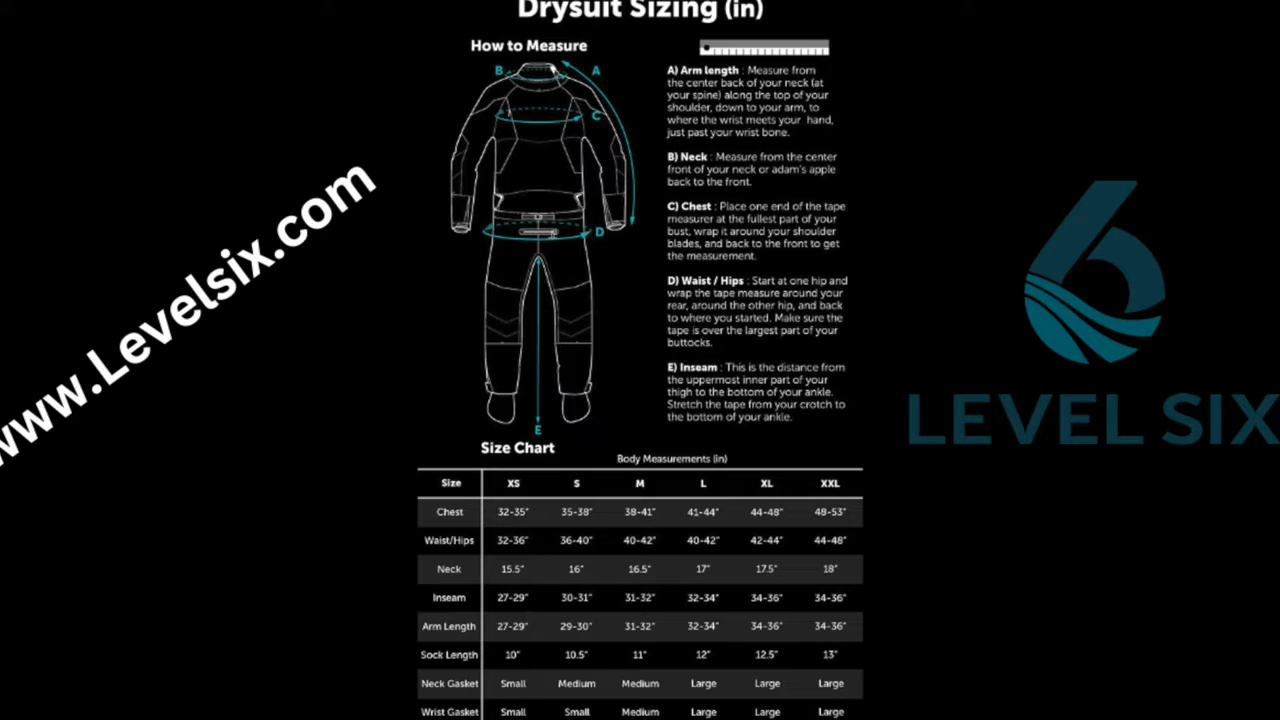 Drysuit Sizing (in)
How to Measure
B
A
C
D
E
A) Arm length : Measure from
the center back of your neck (at
your spine) along the top of your
shoulder, down to your arm, to
where the wrist meets your hand,
just past your wrist bone.
B) Neck : Measure from the center
front of your neck or adam's apple
back to the front.
C) Chest : Place one end of the tape
measurer at the fullest part of your
bust, wrap it around your shoulder
blades, and back to the front to get
the measurement.
D) Waist / Hips : Start at one hip and
wrap the tape measure around your
rear, around the other hip, and back
to where you started. Make sure the
tape is over the largest part of your
buttocks.
E) Inseam : This is the distance from
the uppermost inner part of your
thigh to the bottom of your ankle.
Stretch the tape from your crotch to
the bottom of your ankle.
www.Levelsix.com
6
LEVEL SIX
Size Chart
Body Measurements (in)
Size XS S M L XL XXL
Chest 32-35" 35-38" 38-41" 41-44" 44-48" 48-53"
Waist/Hips 32-36" 36-40" 40-42" 40-42" 42-44" 44-48"
Neck 15.5" 16" 16.5" 17" 17.5" 18"
Inseam 27-29" 30-31" 31-32" 32-34" 34-36" 34-36"
Arm Length 27-29" 29-30" 31-32" 32-34" 34-36" 34-36"
Sock Length 10" 10.5" 11" 12" 12.5" 13"
Neck Gasket Small Medium Medium Large Large Large
Wrist Gasket Small Small Medium Large Large Large